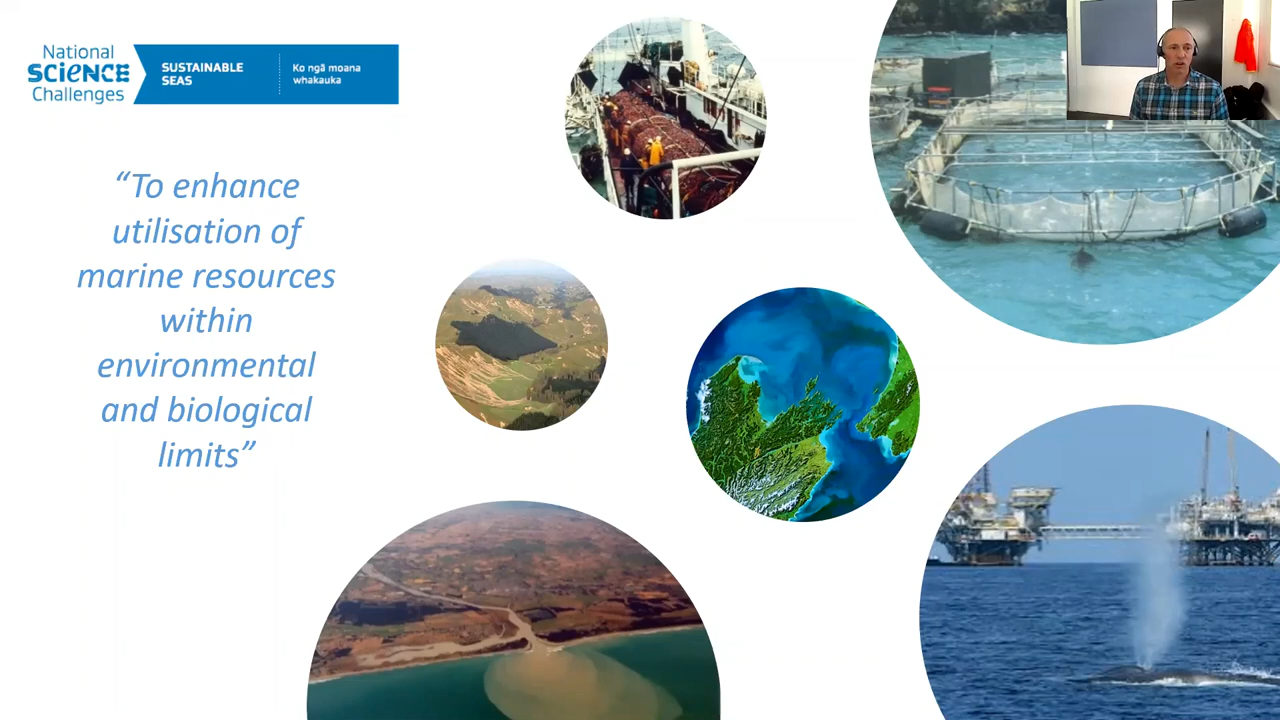 National
SCIENCE
Challenges
SUSTAINABLE
SEAS
Ko ngā moana
whakauka
“To enhance
utilisation of
marine resources
within
environmental
and biological
limits”